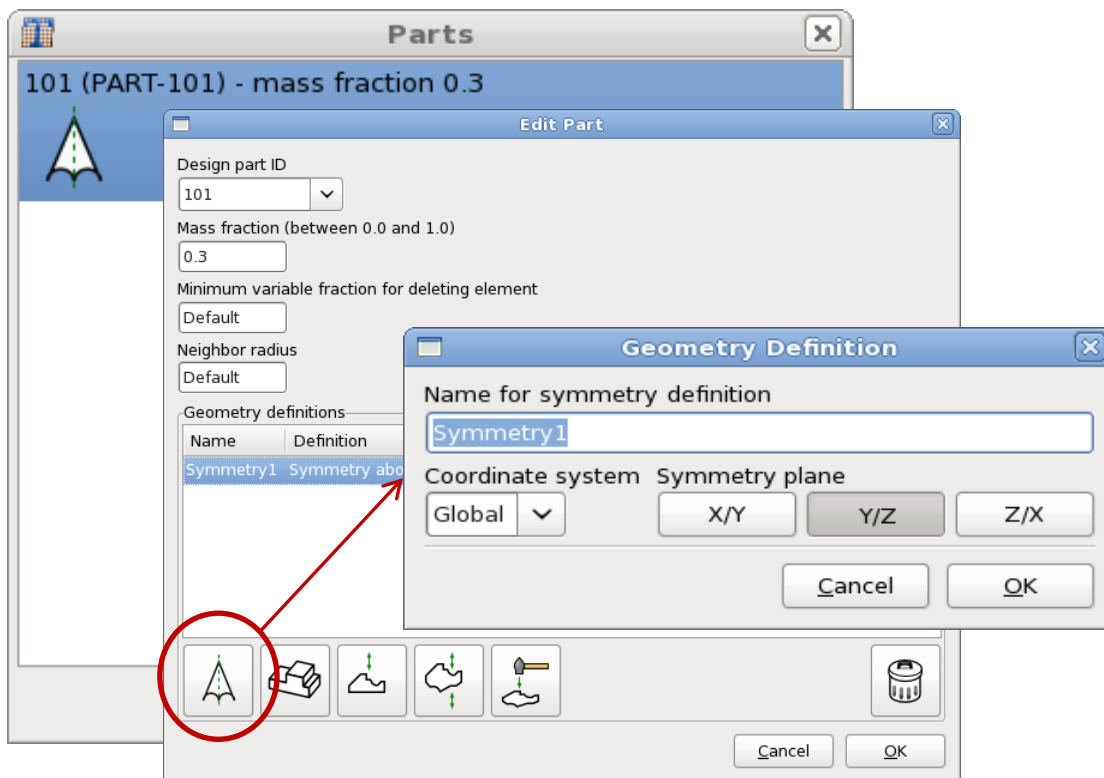 Parts
101 (PART-101) - mass fraction 0.3
Edit Part
Design part ID
101
Mass fraction (between 0.0 and 1.0)
0.3
Minimum variable fraction for deleting element
Default
Neighbor radius
Default
Geometry definitions
Name Definition
Symmetry1 Symmetry abo
Geometry Definition
Name for symmetry definition
Symmetry1
Coordinate system Symmetry plane
Global X/Y Y/Z Z/X
Cancel OK
Cancel OK